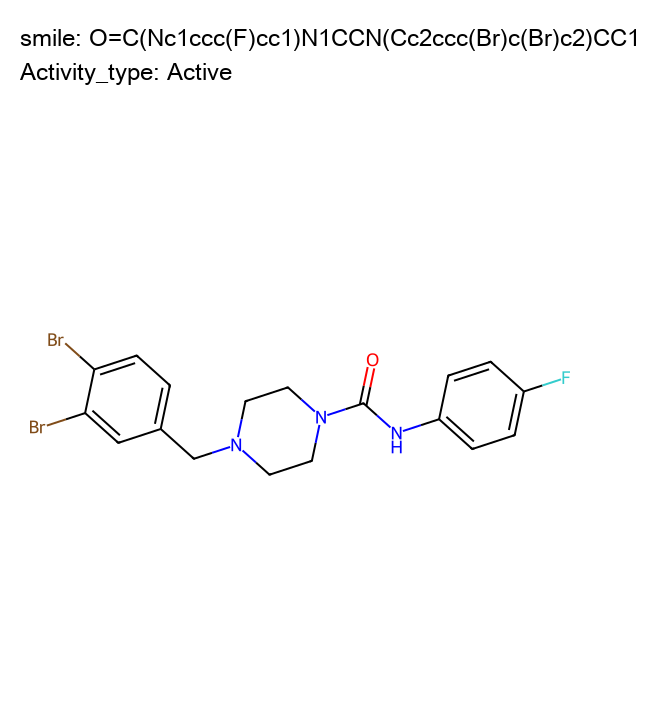 smile: O=C(Nc1ccc(F)cc1)N1CCN(Cc2ccc(Br)c(Br)c2)CC1
Activity_type: Active
Br
O
F
Br
N
N
N
H